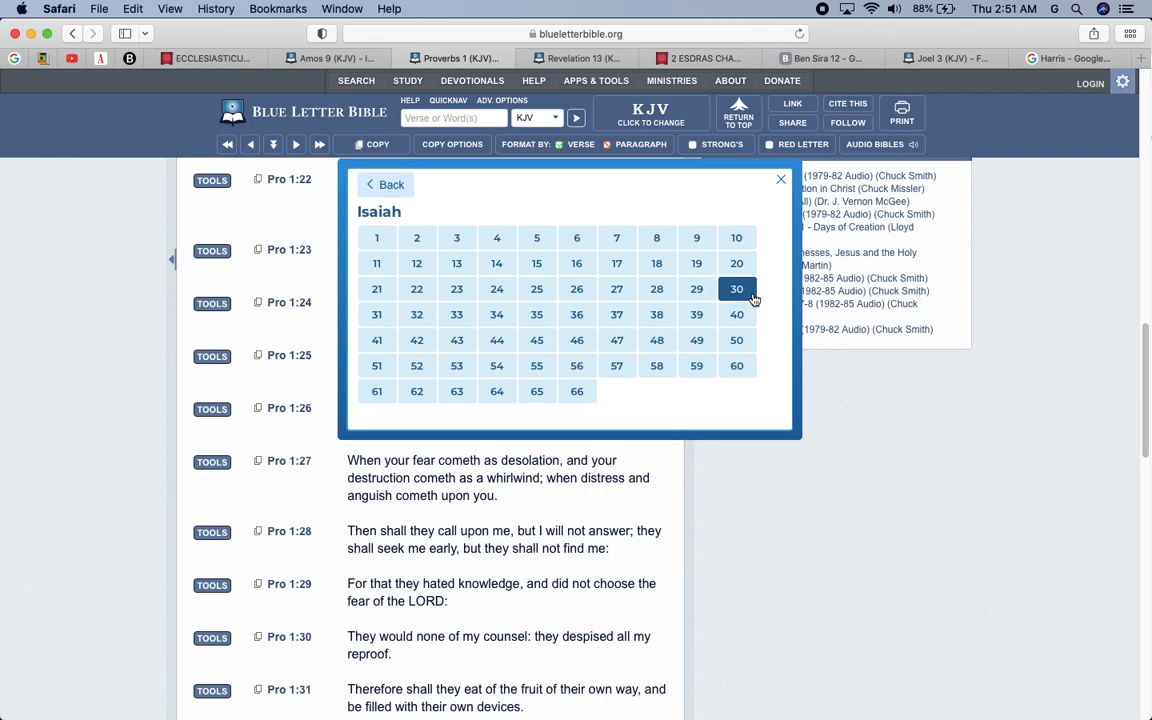 Safari File Edit View History Bookmarks Window Help 88% Thu 2:51 AM G
blueletterbible.org
ECCLESIASTICU... Amos 9 (KJV) - I... Proverbs 1 (KJV)... Revelation 13 (K... 2 ESDRAS CHA... Ben Sira 12 - G... Joel 3 (KJV) - F... Harris - Google...
SEARCH STUDY DEVOTIONALS HELP APPS & TOOLS MINISTRIES ABOUT DONATE LOGIN
BLUE LETTER BIBLE
HELP QUICKNAV ADV. OPTIONS
Verse or Word(s) KJV
KJV
CLICK TO CHANGE
RETURN
TO TOP
LINK CITE THIS
SHARE FOLLOW
PRINT
COPY COPY OPTIONS FORMAT BY: VERSE PARAGRAPH STRONG'S RED LETTER AUDIO BIBLES
TOOLS Pro 1:22
TOOLS Pro 1:23
TOOLS Pro 1:24
TOOLS Pro 1:25
TOOLS Pro 1:26
Back
Isaiah
1 2 3 4 5 6 7 8 9 10
11 12 13 14 15 16 17 18 19 20
21 22 23 24 25 26 27 28 29 30
31 32 33 34 35 36 37 38 39 40
41 42 43 44 45 46 47 48 49 50
51 52 53 54 55 56 57 58 59 60
61 62 63 64 65 66
(1979-82 Audio) (Chuck Smith)
tion in Christ (Chuck Missler)
All) (Dr. J. Vernon McGee)
(1979-82 Audio) (Chuck Smith)
1 - Days of Creation (Lloyd
nesses, Jesus and the Holy
Martin)
982-85 Audio) (Chuck Smith)
1982-85 Audio) (Chuck Smith)
7-8 (1982-85 Audio) (Chuck
1979-82 Audio) (Chuck Smith)
TOOLS Pro 1:27 When your fear cometh as desolation, and your
destruction cometh as a whirlwind; when distress and
anguish cometh upon you.
TOOLS Pro 1:28 Then shall they call upon me, but I will not answer; they
shall seek me early, but they shall not find me:
TOOLS Pro 1:29 For that they hated knowledge, and did not choose the
fear of the LORD:
TOOLS Pro 1:30 They would none of my counsel: they despised all my
reproof.
TOOLS Pro 1:31 Therefore shall they eat of the fruit of their own way, and
be filled with their own devices.